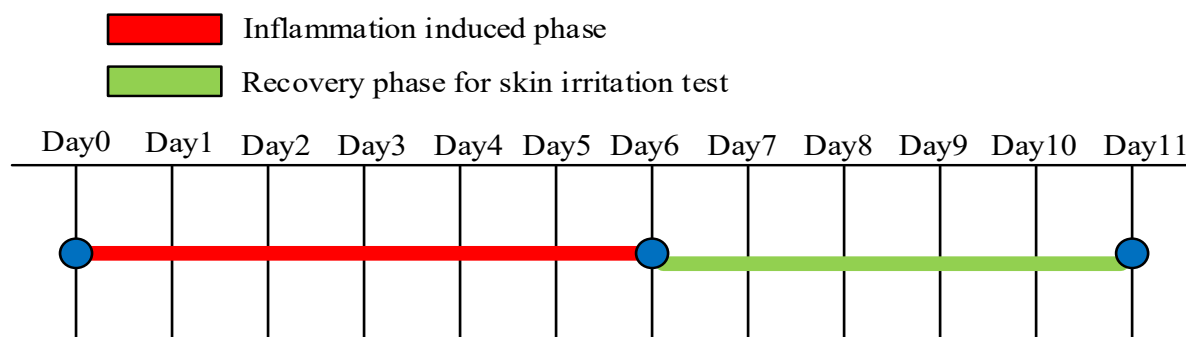 Inflammation induced phase
Recovery phase for skin irritation test
Day0 Day1 Day2 Day3 Day4 Day5 Day6 Day7 Day8 Day9 Day10 Day11